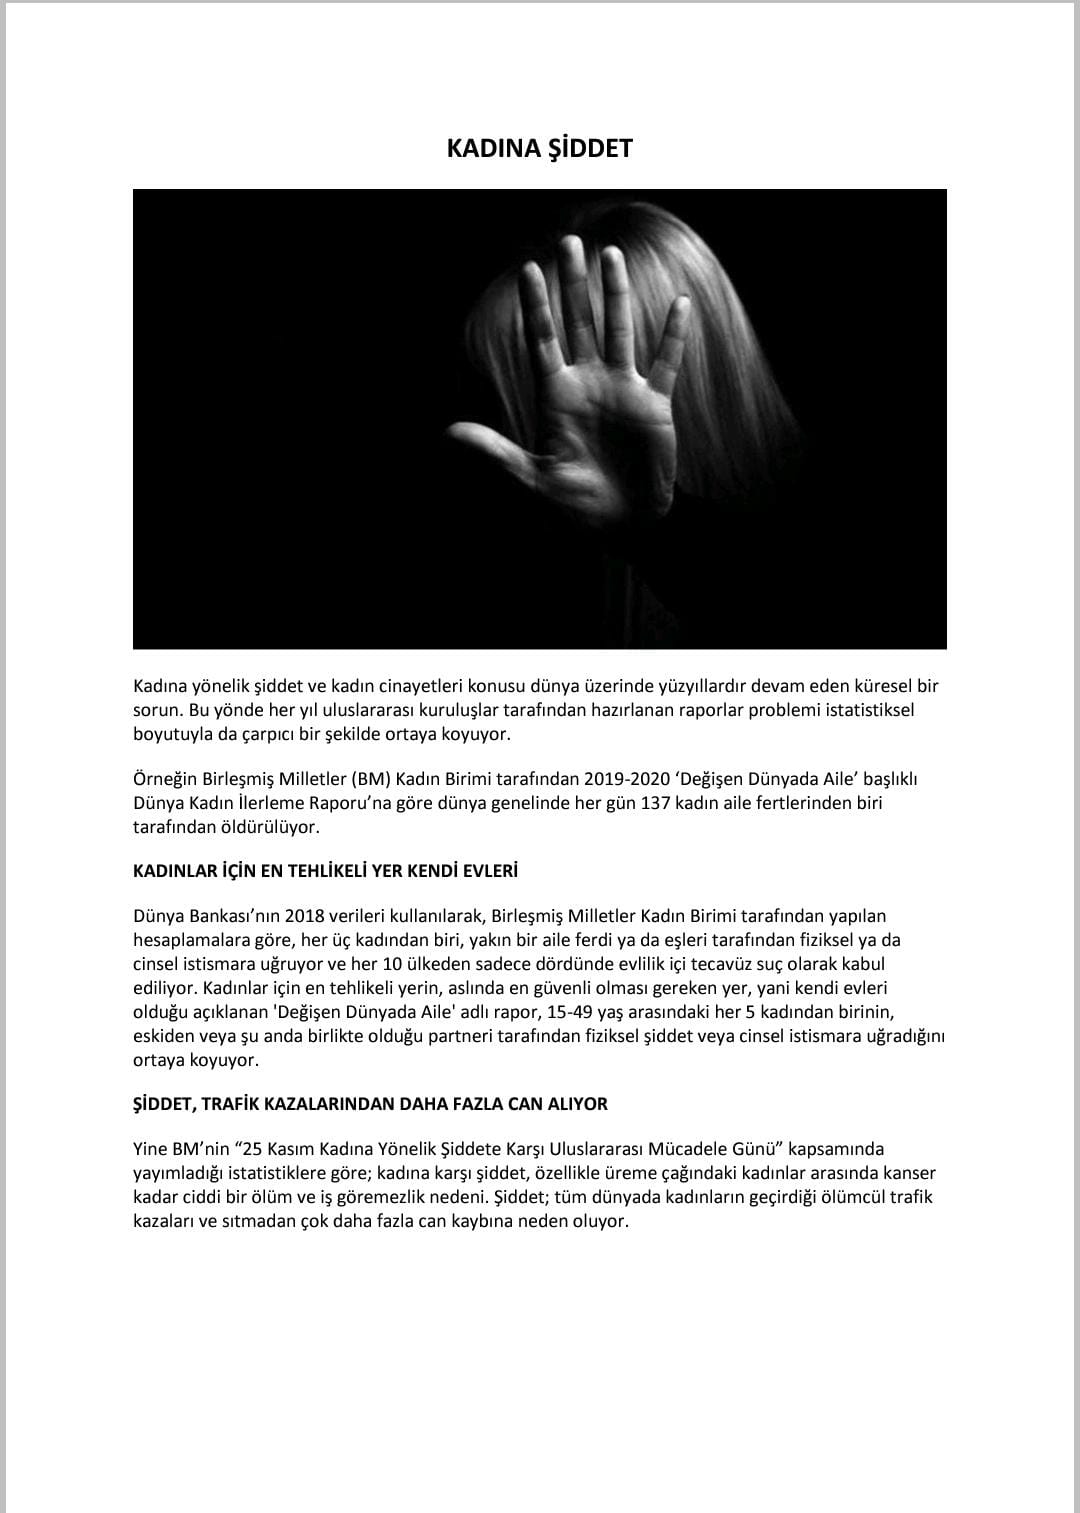 KADINA ŞİDDET
Kadına yönelik şiddet ve kadın cinayetleri konusu dünya üzerinde yüzyıllardır devam eden küresel bir
sorun. Bu yönde her yıl uluslararası kuruluşlar tarafından hazırlanan raporlar problemi istatistiksel
boyutuyla da çarpıcı bir şekilde ortaya koyuyor.
Örneğin Birleşmiş Milletler (BM) Kadın Birimi tarafından 2019-2020 ‘Değişen Dünyada Aile’ başlıklı
Dünya Kadın İlerleme Raporu’na göre dünya genelinde her gün 137 kadın aile fertlerinden biri
tarafından öldürülüyor.
KADINLAR İÇİN EN TEHLİKELİ YER KENDİ EVLERİ
Dünya Bankası’nın 2018 verileri kullanılarak, Birleşmiş Milletler Kadın Birimi tarafından yapılan
hesaplamalara göre, her üç kadından biri, yakın bir aile ferdi ya da eşleri tarafından fiziksel ya da
cinsel istismara uğruyor ve her 10 ülkeden sadece dördünde evlilik içi tecavüz suç olarak kabul
ediliyor. Kadınlar için en tehlikeli yerin, aslında en güvenli olması gereken yer, yani kendi evleri
olduğu açıklanan 'Değişen Dünyada Aile' adlı rapor, 15-49 yaş arasındaki her 5 kadından birinin,
eskiden veya şu anda birlikte olduğu partneri tarafından fiziksel şiddet veya cinsel istismara uğradığını
ortaya koyuyor.
ŞİDDET, TRAFİK KAZALARINDAN DAHA FAZLA CAN ALIYOR
Yine BM’nin “25 Kasım Kadına Yönelik Şiddete Karşı Uluslararası Mücadele Günü” kapsamında
yayımladığı istatistiklere göre; kadına karşı şiddet, özellikle üreme çağındaki kadınlar arasında kanser
kadar ciddi bir ölüm ve iş göremezlik nedeni. Şiddet; tüm dünyada kadınların geçirdiği ölümcül trafik
kazaları ve sıtmadan çok daha fazla can kaybına neden oluyor.